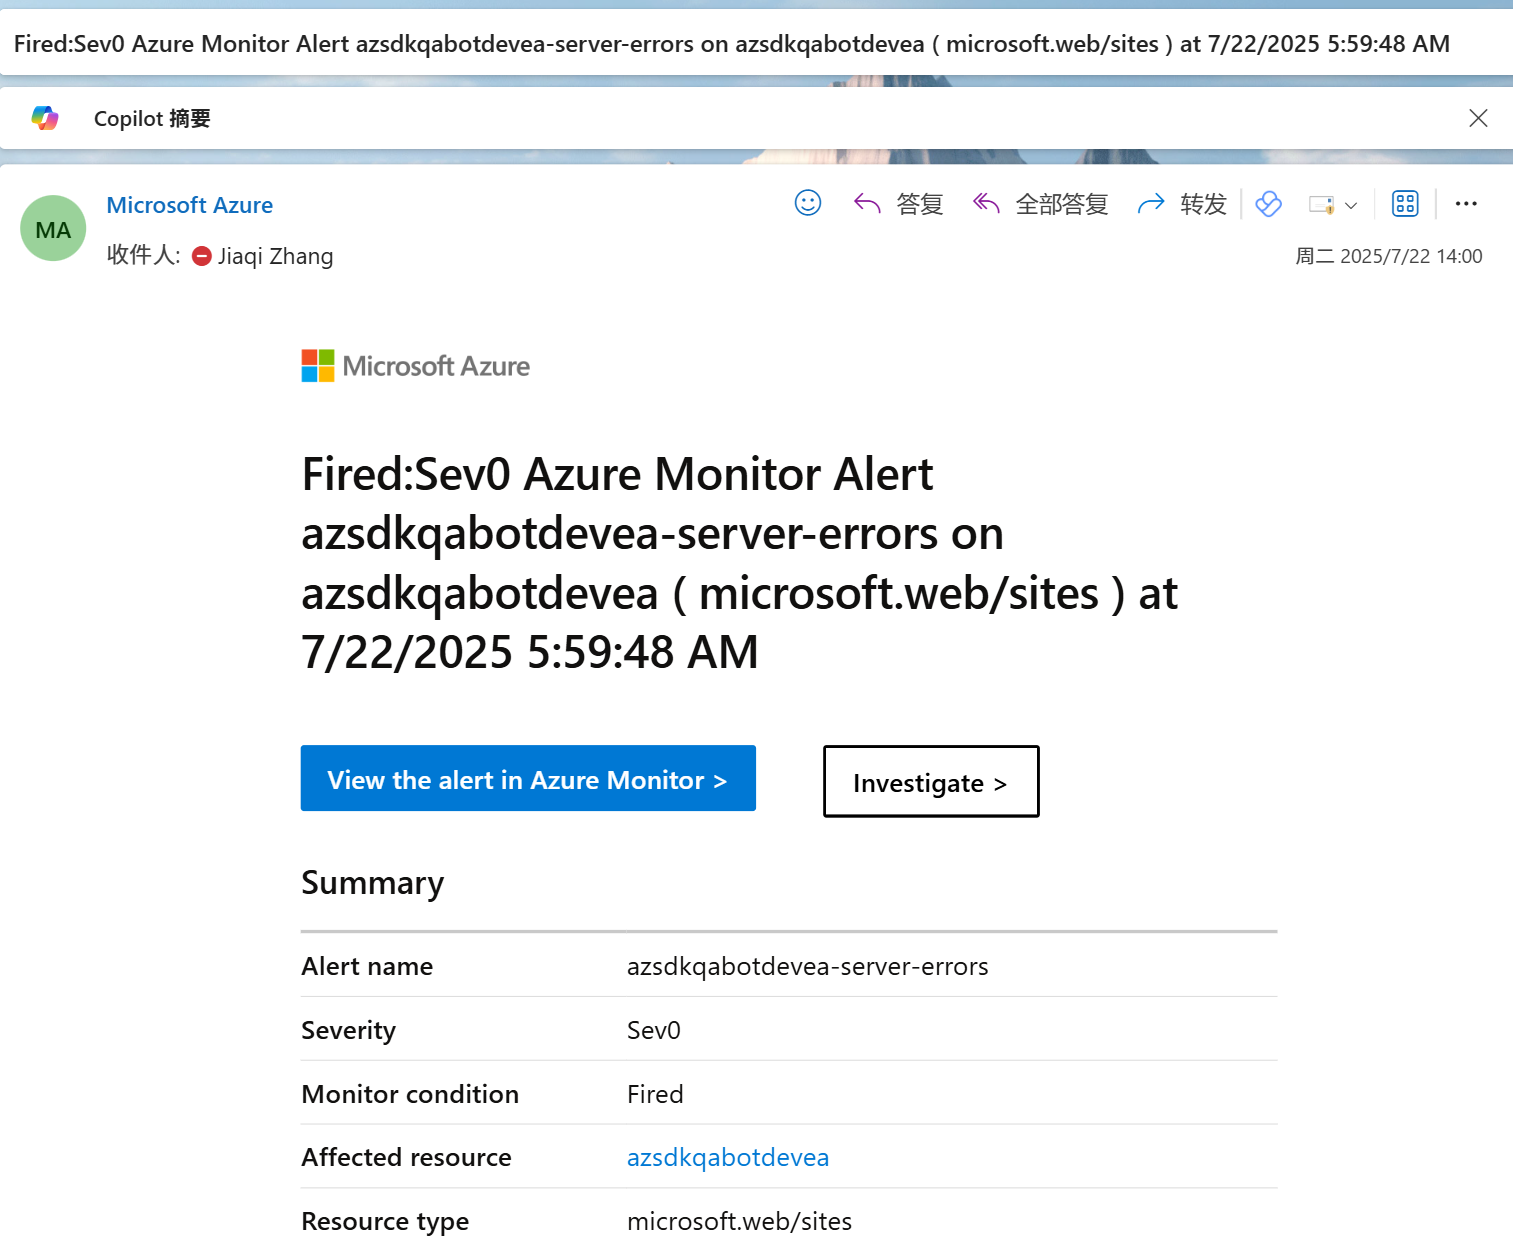 Fired:Sev0 Azure Monitor Alert azsdkqabotdevea-server-errors on azsdkqabotdevea ( microsoft.web/sites ) at 7/22/2025 5:59:48 AM
Copilot 摘要
MA
Microsoft Azure
答复
全部答复
转发
收件人: Jiaqi Zhang
周二 2025/7/22 14:00
Microsoft Azure
Fired:Sev0 Azure Monitor Alert
azsdkqabotdevea-server-errors on
azsdkqabotdevea ( microsoft.web/sites ) at
7/22/2025 5:59:48 AM
View the alert in Azure Monitor >
Investigate >
Summary
Alert name azsdkqabotdevea-server-errors
Severity Sev0
Monitor condition Fired
Affected resource azsdkqabotdevea
Resource type microsoft.web/sites